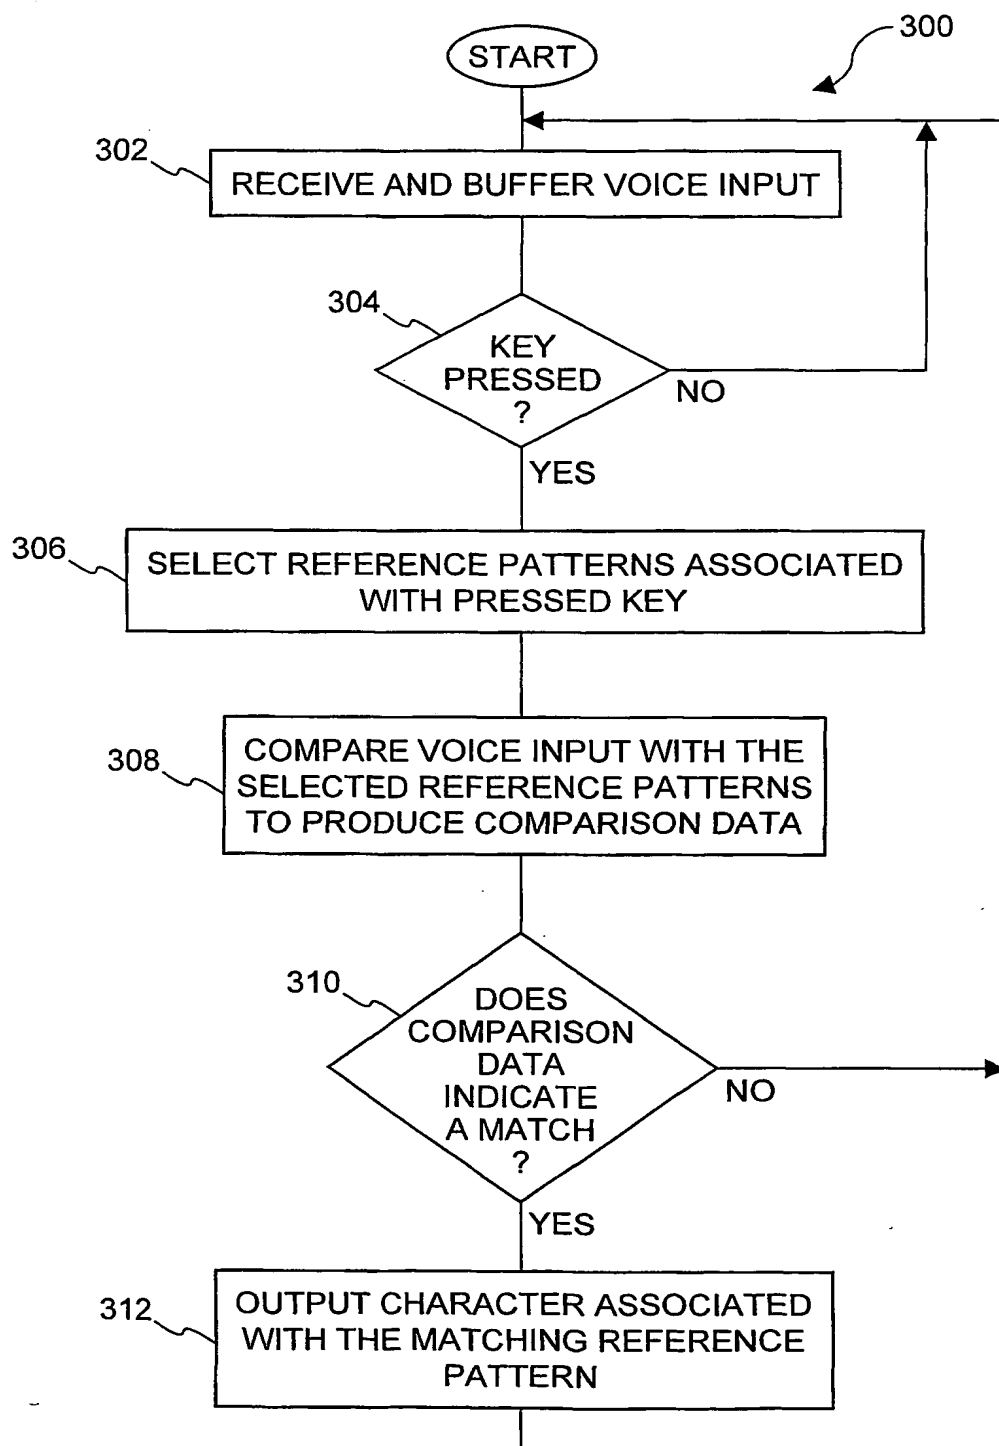 300
START
302
RECEIVE AND BUFFER VOICE INPUT
304
KEY
PRESSED
?
NO
YES
306
SELECT REFERENCE PATTERNS ASSOCIATED
WITH PRESSED KEY
308
COMPARE VOICE INPUT WITH THE
SELECTED REFERENCE PATTERNS
TO PRODUCE COMPARISON DATA
310
DOES
COMPARISON
DATA
INDICATE
A MATCH
?
NO
YES
312
OUTPUT CHARACTER ASSOCIATED
WITH THE MATCHING REFERENCE
PATTERN